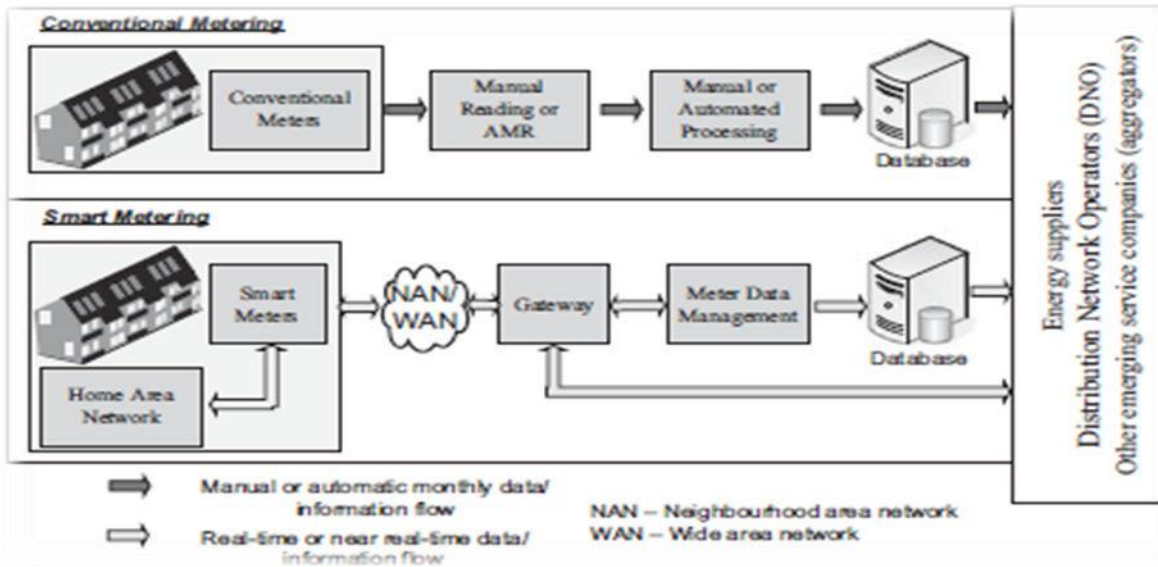 Conventional Metering
Conventional
Meters
Manual
Reading or
AMR
Manual or
Automated
Processing
Database
Smart Metering
Smart
Meters
Home Area
Network
NAN/
WAN
Gateway
Meter Data
Management
Database
Energy suppliers
Distribution Network Operators (DNO)
Other emerging service companies (aggregators)
Manual or automatic monthly data/
information flow
Real-time or near real-time data/
information flow
NAN – Neighbourhood area network
WAN – Wide area network